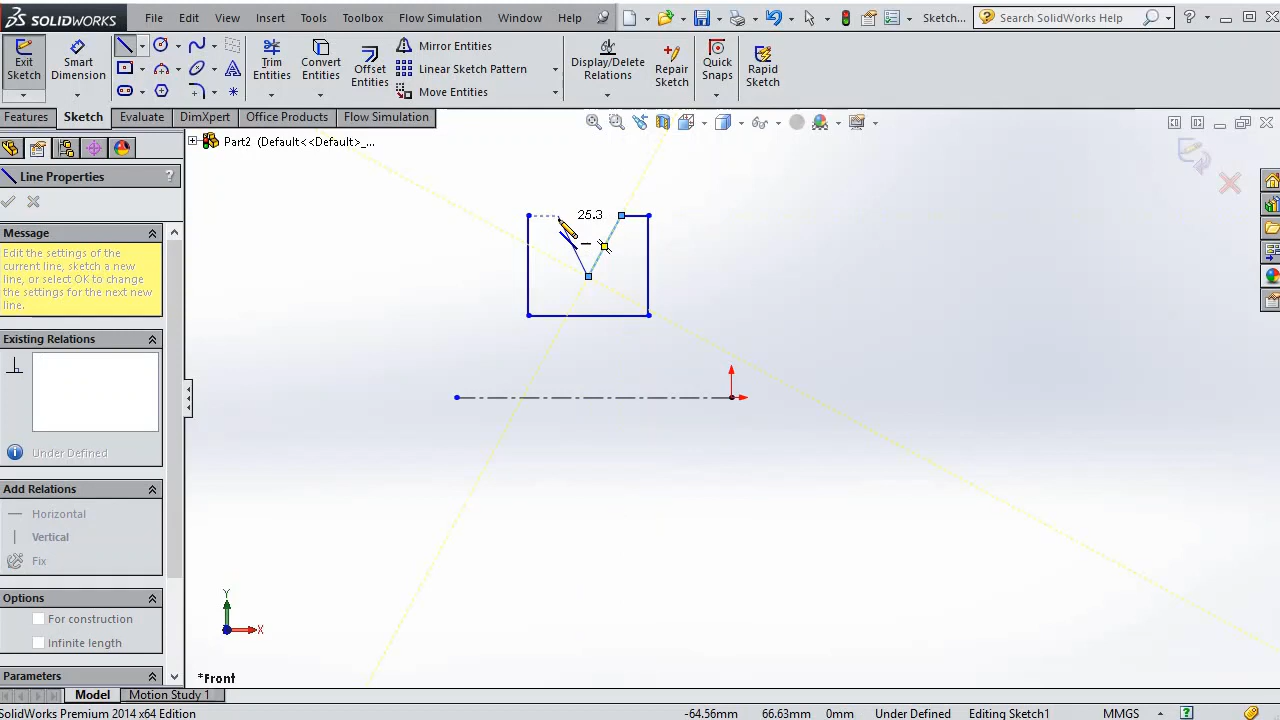 SOLIDWORKS File Edit View Insert Tools Toolbox Flow Simulation Window Help Sketch... Search SolidWorks Help
Exit Sketch
Smart Dimension
Trim Entities
Convert Entities
Offset Entities
Mirror Entities
Linear Sketch Pattern
Move Entities
Display/Delete Relations
Repair Sketch
Quick Snaps
Rapid Sketch
Features Sketch Evaluate DimXpert Office Products Flow Simulation
Part2 (Default<<Default>_...
Line Properties ?
Message
Edit the settings of the
current line, sketch a new
line, or select OK to change
the settings for the next new
line.
Existing Relations
Under Defined
Add Relations
Horizontal
Vertical
Fix
Options
For construction
Infinite length
Parameters
25.3
Y
X
*Front
Model Motion Study 1
SolidWorks Premium 2014 x64 Edition -64.56mm 66.63mm 0mm Under Defined Editing Sketch1 MMGS ?